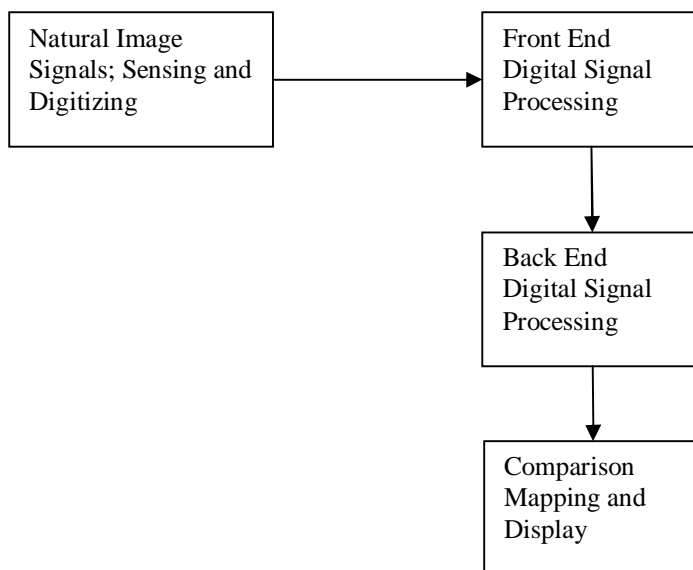 Natural Image
Signals; Sensing and
Digitizing
Front End
Digital Signal
Processing
Back End
Digital Signal
Processing
Comparison
Mapping and
Display